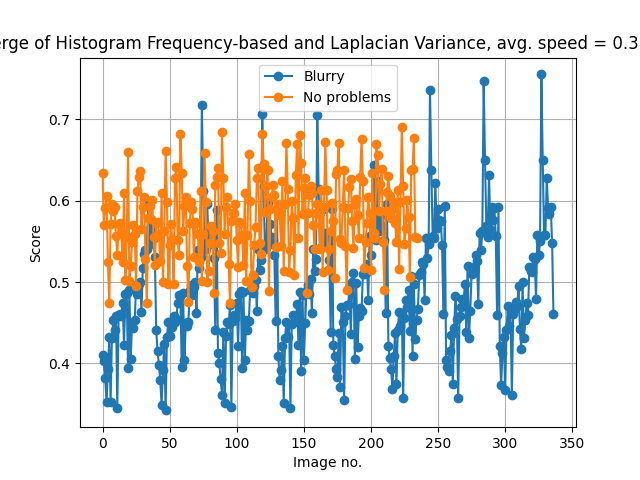 erge of Histogram Frequency-based and Laplacian Variance, avg. speed = 0.3
Blurry
No problems
0.7
0.6
0.5
0.4
Score
0
50
100
150
200
250
300
350
Image no.